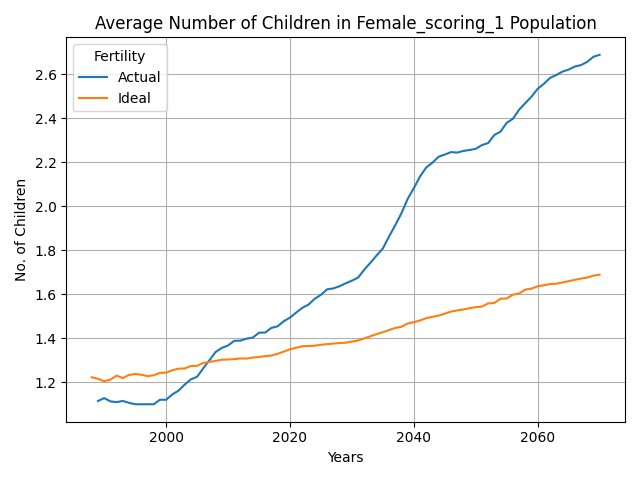 Average Number of Children in Female_scoring_1 Population
Fertility
Actual
Ideal
2.6
2.4
2.2
2.0
1.8
1.6
1.4
1.2
No. of Children
2000
2020
2040
2060
Years